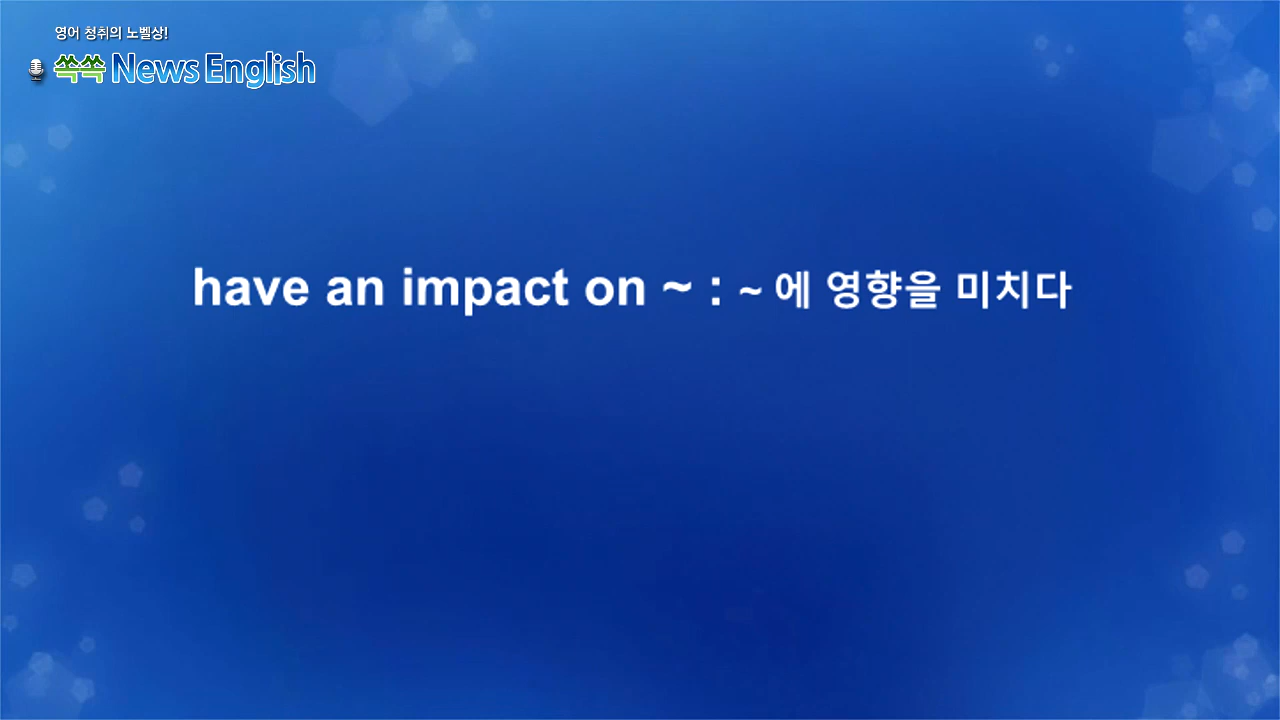 영어 청취의 노벨상!
쏙쏙 News English
have an impact on ~ : ~ 에 영향을 미치다